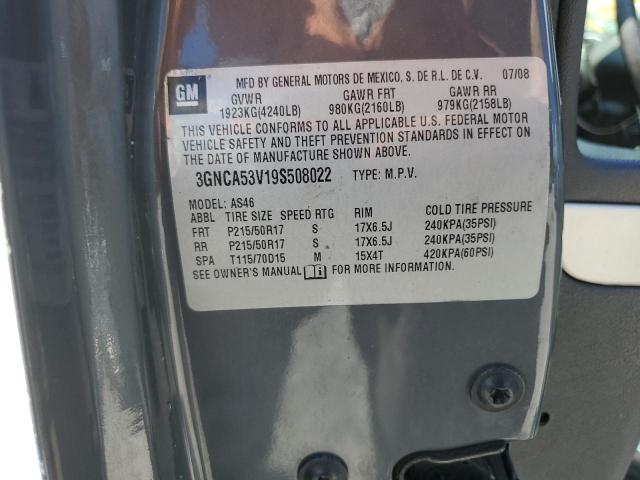 GM
MFD BY GENERAL MOTORS DE MEXICO, S. DE R.L. DE C.V. 07/08
GVWR GAWR FRT GAWR RR
1923KG(4240LB) 980KG(2160LB) 979KG(2158LB)
THIS VEHICLE CONFORMS TO ALL APPLICABLE U.S. FEDERAL MOTOR
VEHICLE SAFETY AND THEFT PREVENTION STANDARDS IN EFFECT ON
THE DATE OF MANUFACTURE SHOWN ABOVE.
3GNCA53V19S508022 TYPE: M.P.V.
MODEL: AS46
ABBL TIRE SIZE SPEED RTG RIM COLD TIRE PRESSURE
FRT P215/50R17 S 17X6.5J 240KPA(35PSI)
RR P215/50R17 S 17X6.5J 240KPA(35PSI)
SPA T115/70D15 M 15X4T 420KPA(60PSI)
SEE OWNER'S MANUAL FOR MORE INFORMATION.